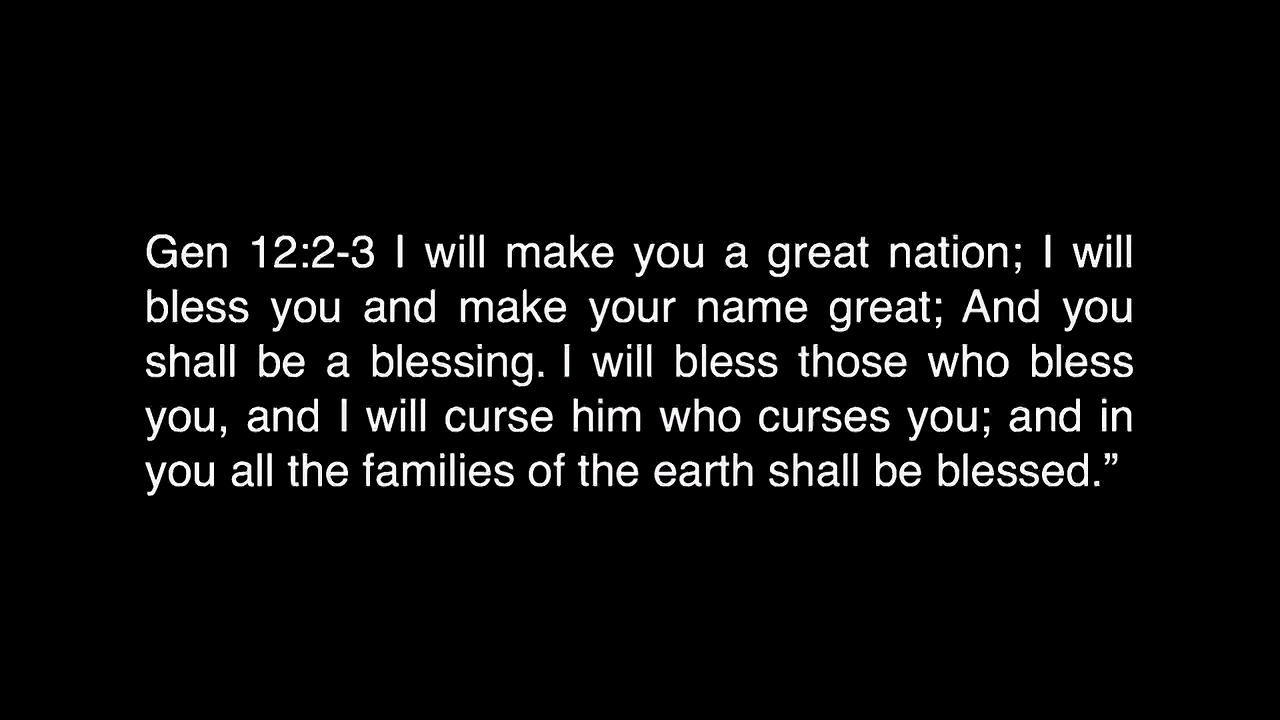 Gen 12:2-3 I will make you a great nation; I will
bless you and make your name great; And you
shall be a blessing. I will bless those who bless
you, and I will curse him who curses you; and in
you all the families of the earth shall be blessed.”